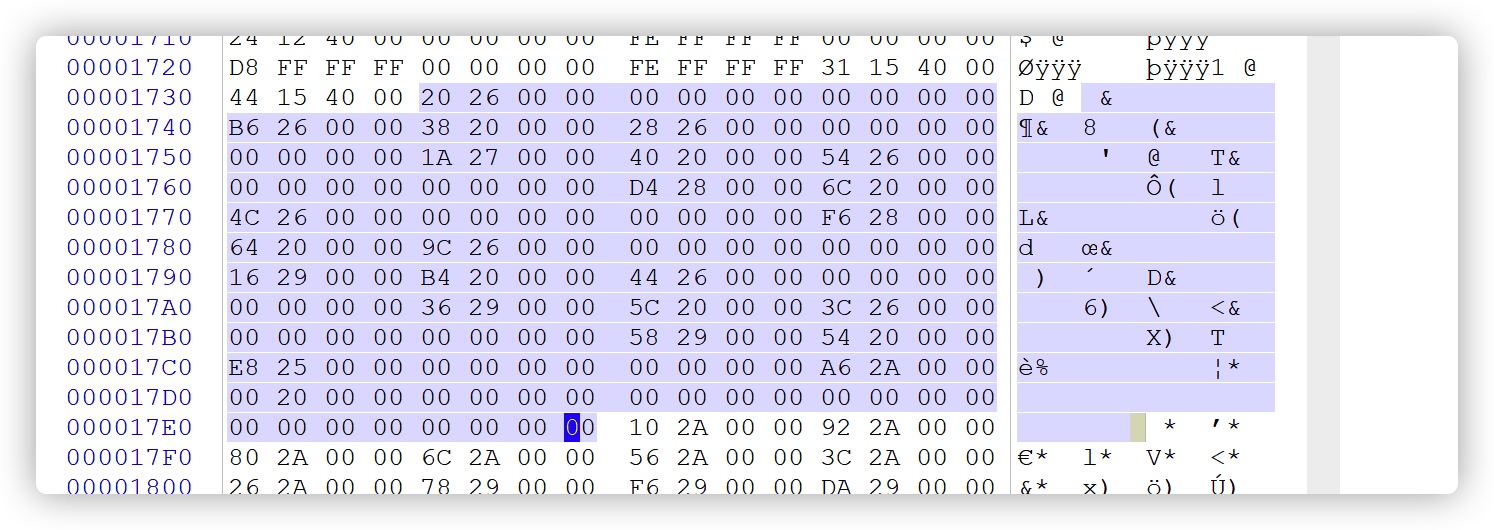 00001710 24 12 40 00 00 00 00 00 FE FF FF FF 00 00 00 00 $ @ þÿÿÿ
00001720 D8 FF FF FF 00 00 00 00 FE FF FF FF 31 15 40 00 Øÿÿÿ þÿÿÿ1 @
00001730 44 15 40 00 20 26 00 00 00 00 00 00 00 00 00 00 D @ &
00001740 B6 26 00 00 38 20 00 00 28 26 00 00 00 00 00 00 ¶& 8 (&
00001750 00 00 00 00 1A 27 00 00 40 20 00 00 54 26 00 00 ' @ T&
00001760 00 00 00 00 00 00 00 00 D4 28 00 00 6C 20 00 00 Ô( l
00001770 4C 26 00 00 00 00 00 00 00 00 00 00 F6 28 00 00 L& ö(
00001780 64 20 00 00 9C 26 00 00 00 00 00 00 00 00 00 00 d œ&
00001790 16 29 00 00 B4 20 00 00 44 26 00 00 00 00 00 00 ) ´ D&
000017A0 00 00 00 00 36 29 00 00 5C 20 00 00 3C 26 00 00 6) \ <&
000017B0 00 00 00 00 00 00 00 00 58 29 00 00 54 20 00 00 X) T
000017C0 E8 25 00 00 00 00 00 00 00 00 00 00 A6 2A 00 00 è% ¦*
000017D0 00 20 00 00 00 00 00 00 00 00 00 00 00 00 00 00
000017E0 00 00 00 00 00 00 00 00 10 2A 00 00 92 2A 00 00 * ’*
000017F0 80 2A 00 00 6C 2A 00 00 56 2A 00 00 3C 2A 00 00 €* l* V* <*
00001800 26 2A 00 00 78 29 00 00 F6 29 00 00 DA 29 00 00 &* x) ö) Ú)